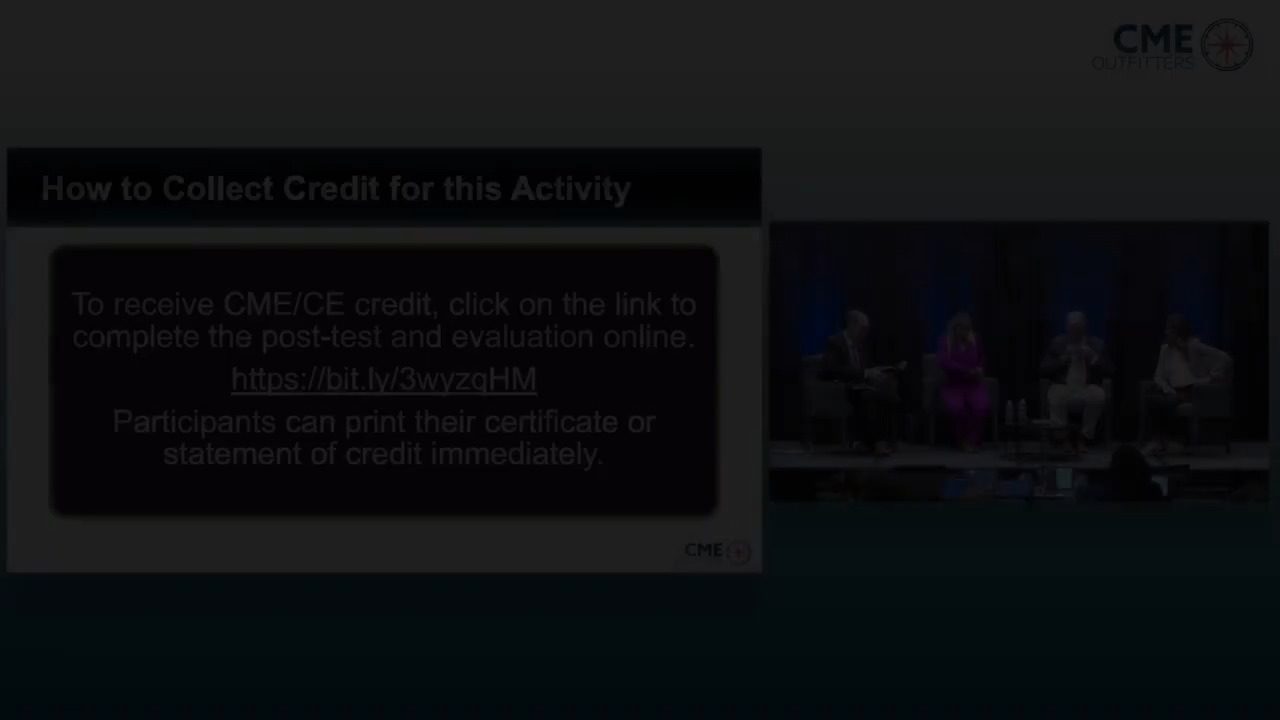 CME
OUTFITTERS
How to Collect Credit for this Activity
To receive CME/CE credit, click on the link to
complete the post-test and evaluation online.
https://bit.ly/3wyzqHM
Participants can print their certificate or
statement of credit immediately.
CME